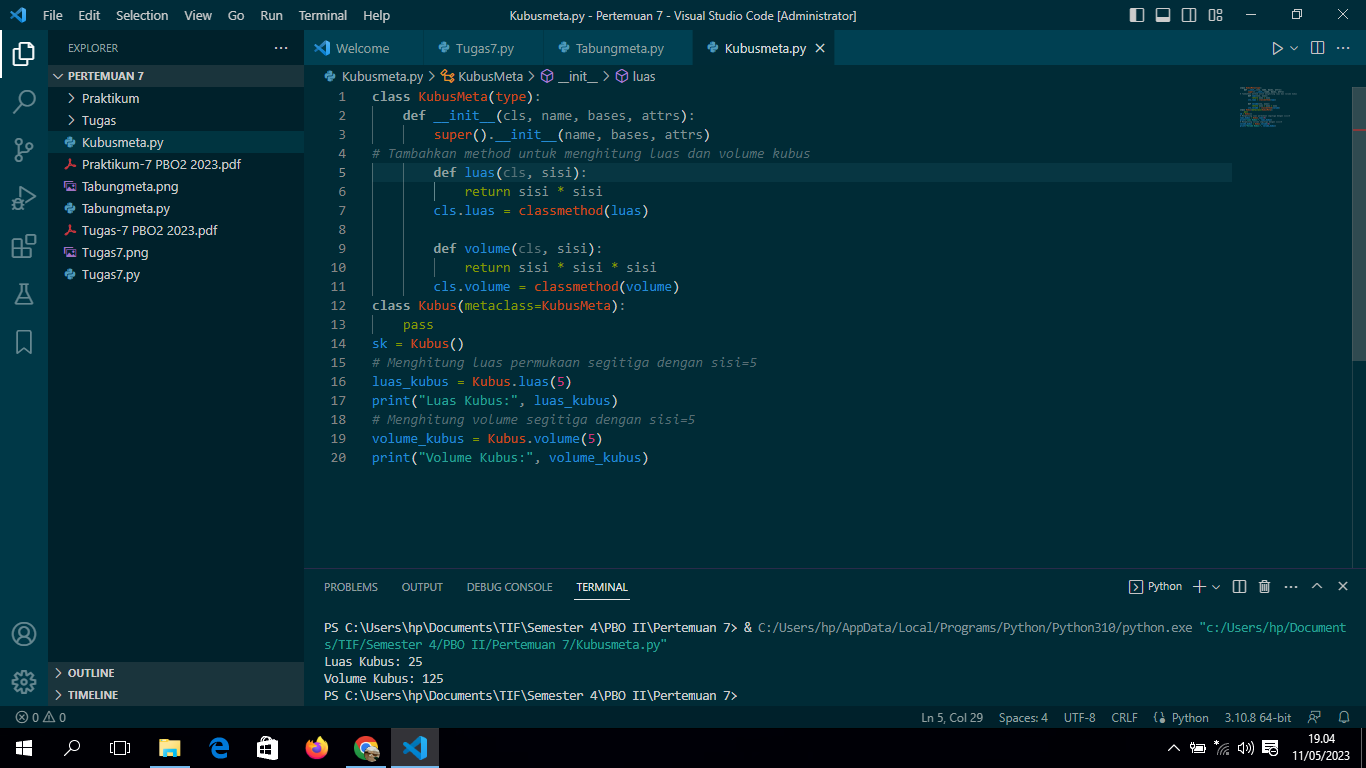 File Edit Selection View Go Run Terminal Help Kubusmeta.py - Pertemuan 7 - Visual Studio Code [Administrator]
EXPLORER
PERTEMUAN 7
Praktikum
Tugas
Kubusmeta.py
Praktikum-7 PBO2 2023.pdf
Tabungmeta.png
Tabungmeta.py
Tugas-7 PBO2 2023.pdf
Tugas7.png
Tugas7.py
OUTLINE
TIMELINE
Welcome Tugas7.py Tabungmeta.py Kubusmeta.py
Kubusmeta.py > KubusMeta > __init__ > luas
1 class KubusMeta(type):
2     def __init__(cls, name, bases, attrs):
3         super().__init__(name, bases, attrs)
4 # Tambahkan method untuk menghitung luas dan volume kubus
5         def luas(cls, sisi):
6             return sisi * sisi
7         cls.luas = classmethod(luas)
8
9         def volume(cls, sisi):
10             return sisi * sisi * sisi
11         cls.volume = classmethod(volume)
12 class Kubus(metaclass=KubusMeta):
13     pass
14 sk = Kubus()
15 # Menghitung luas permukaan segitiga dengan sisi=5
16 luas_kubus = Kubus.luas(5)
17 print("Luas Kubus:", luas_kubus)
18 # Menghitung volume segitiga dengan sisi=5
19 volume_kubus = Kubus.volume(5)
20 print("Volume Kubus:", volume_kubus)
PROBLEMS OUTPUT DEBUG CONSOLE TERMINAL Python
PS C:\Users\hp\Documents\TIF\Semester 4\PBO II\Pertemuan 7> & C:/Users/hp/AppData/Local/Programs/Python/Python310/python.exe "c:/Users/hp/Document
s/TIF/Semester 4/PBO II/Pertemuan 7/Kubusmeta.py"
Luas Kubus: 25
Volume Kubus: 125
PS C:\Users\hp\Documents\TIF\Semester 4\PBO II\Pertemuan 7>
0 0 Ln 5, Col 29 Spaces: 4 UTF-8 CRLF Python 3.10.8 64-bit
19.04
11/05/2023